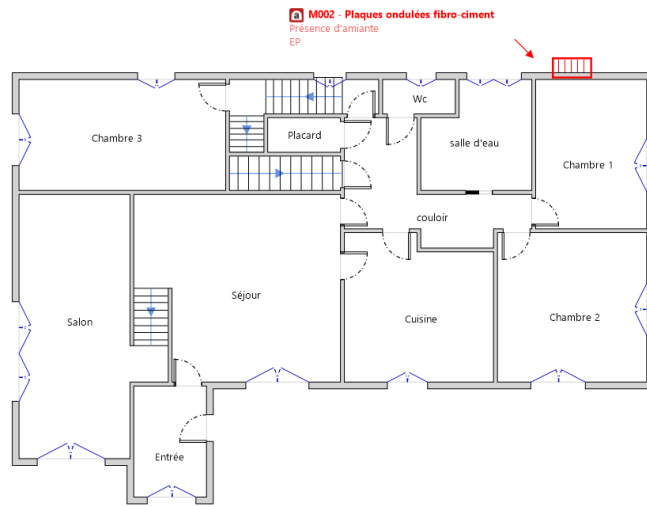 a M002 - Plaques ondulées fibro-ciment
Présence d'amiante
EP
Wc
Placard
Chambre 3
salle d'eau
Chambre 1
couloir
Séjour
Salon
Cuisine
Chambre 2
Entrée